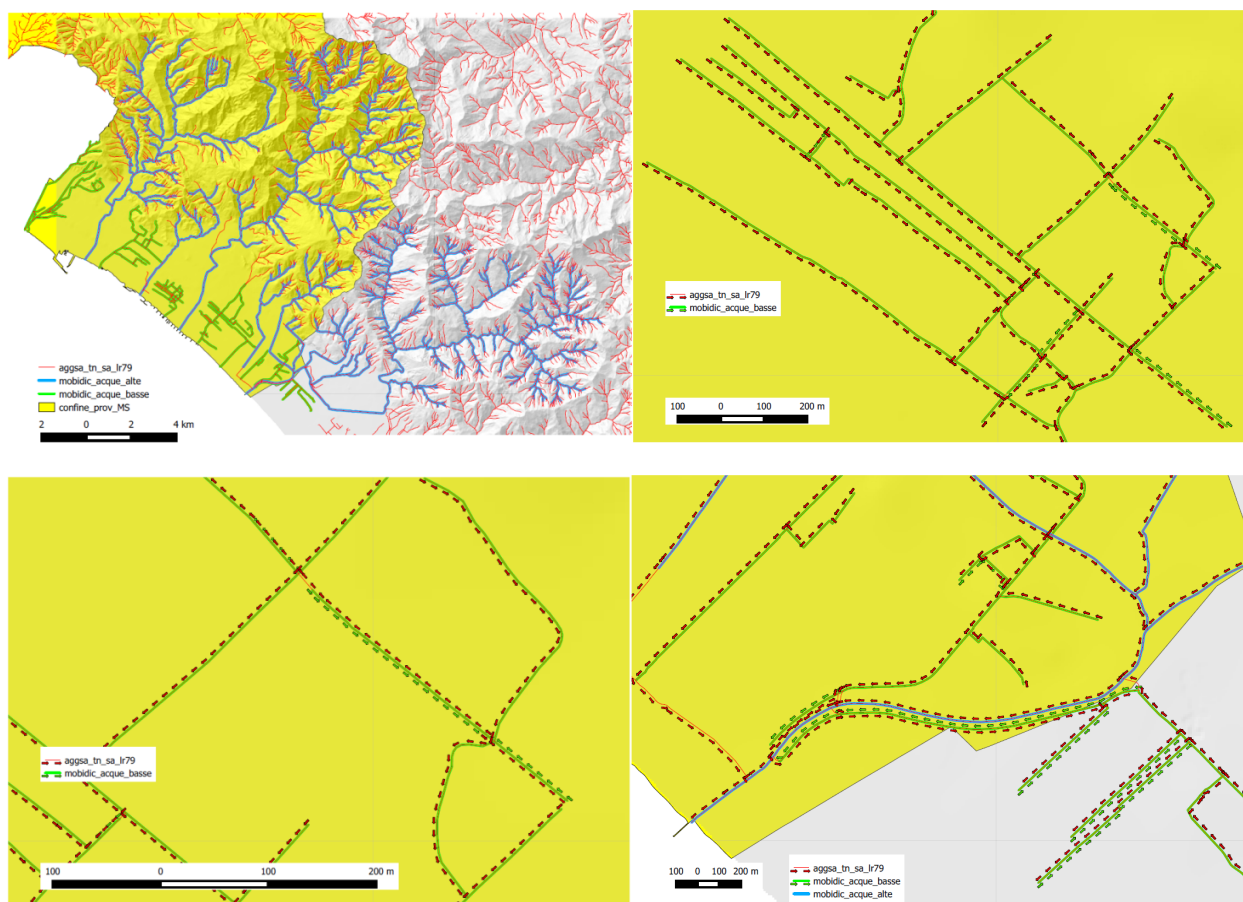 aggsa_tn_sa_lr79
mobidic_acque_alte
mobidic_acque_basse
confine_prov_MS
2 0 2 4 km
aggsa_tn_sa_lr79
mobidic_acque_basse
100 0 100 200 m
aggsa_tn_sa_lr79
mobidic_acque_basse
100 0 100 200 m
aggsa_tn_sa_lr79
mobidic_acque_basse
mobidic_acque_alte
100 0 100 200 m